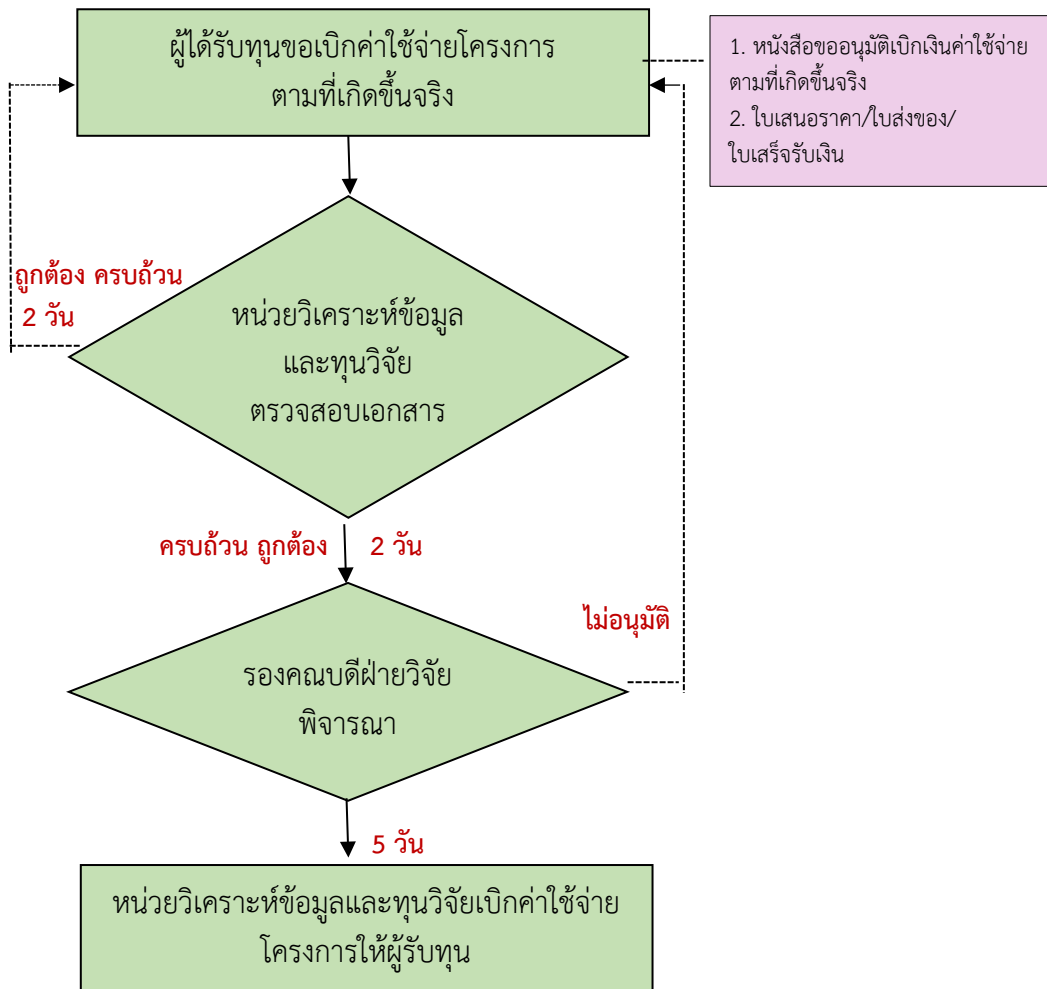 ผู้ได้รับทุนขอเบิกค่าใช้จ่ายโครงการ
ตามที่เกิดขึ้นจริง
1. หนังสือขออนุมัติเบิกเงินค่าใช้จ่าย
ตามที่เกิดขึ้นจริง
2. ใบเสนอราคา/ใบส่งของ/
ใบเสร็จรับเงิน
ถูกต้อง ครบถ้วน
2 วัน
หน่วยวิเคราะห์ข้อมูล
และทุนวิจัย
ตรวจสอบเอกสาร
ครบถ้วน ถูกต้อง 2 วัน
ไม่อนุมัติ
รองคณบดีฝ่ายวิจัย
พิจารณา
5 วัน
หน่วยวิเคราะห์ข้อมูลและทุนวิจัยเบิกค่าใช้จ่าย
โครงการให้ผู้รับทุน